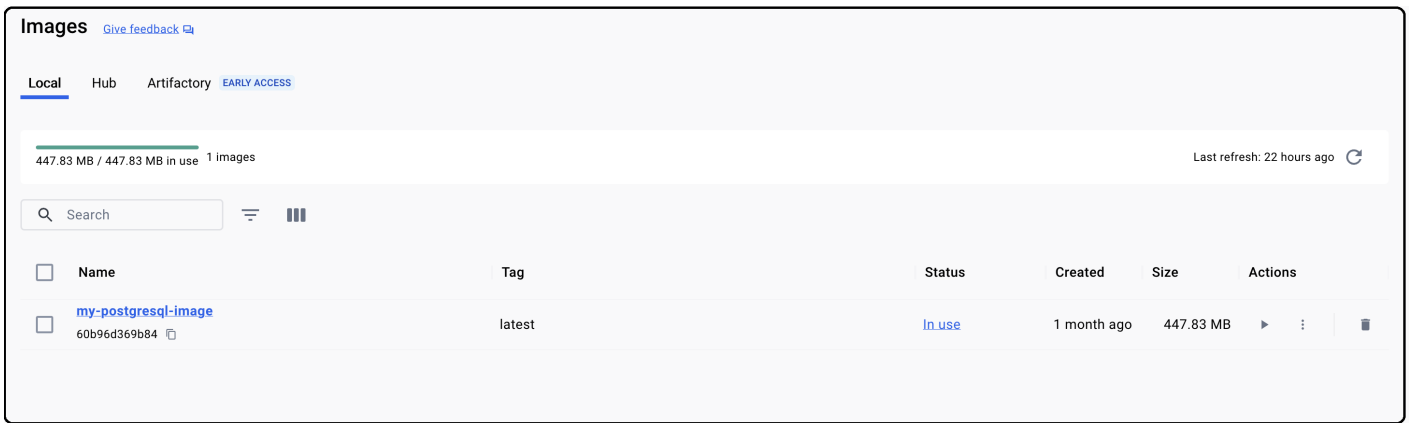 Images Give feedback
Local Hub Artifactory EARLY ACCESS
447.83 MB / 447.83 MB in use 1 images Last refresh: 22 hours ago
Search
Name Tag Status Created Size Actions
my-postgresql-image
latest In use 1 month ago 447.83 MB
60b96d369b84